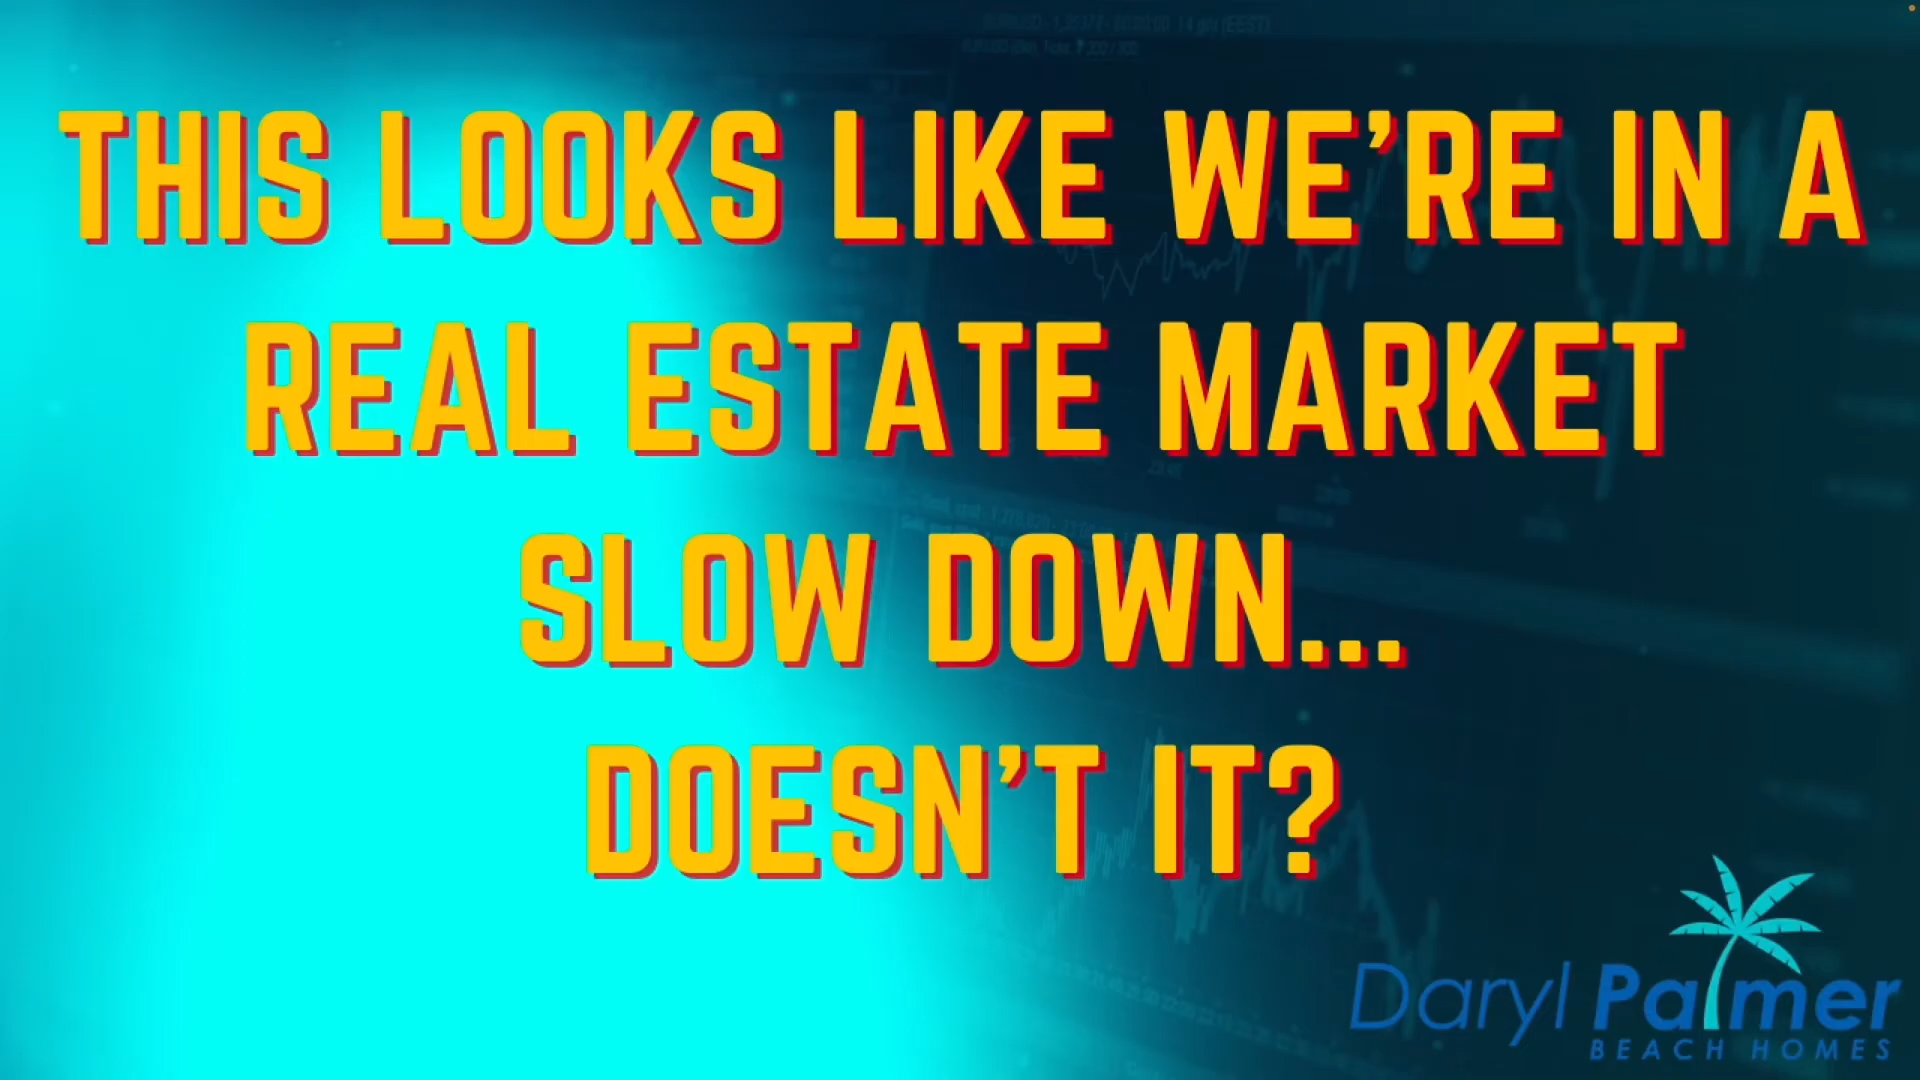 THIS LOOKS LIKE WE’RE IN A
REAL ESTATE MARKET
SLOW DOWN...
DOESN’T IT?
Daryl Palmer
BEACH HOMES